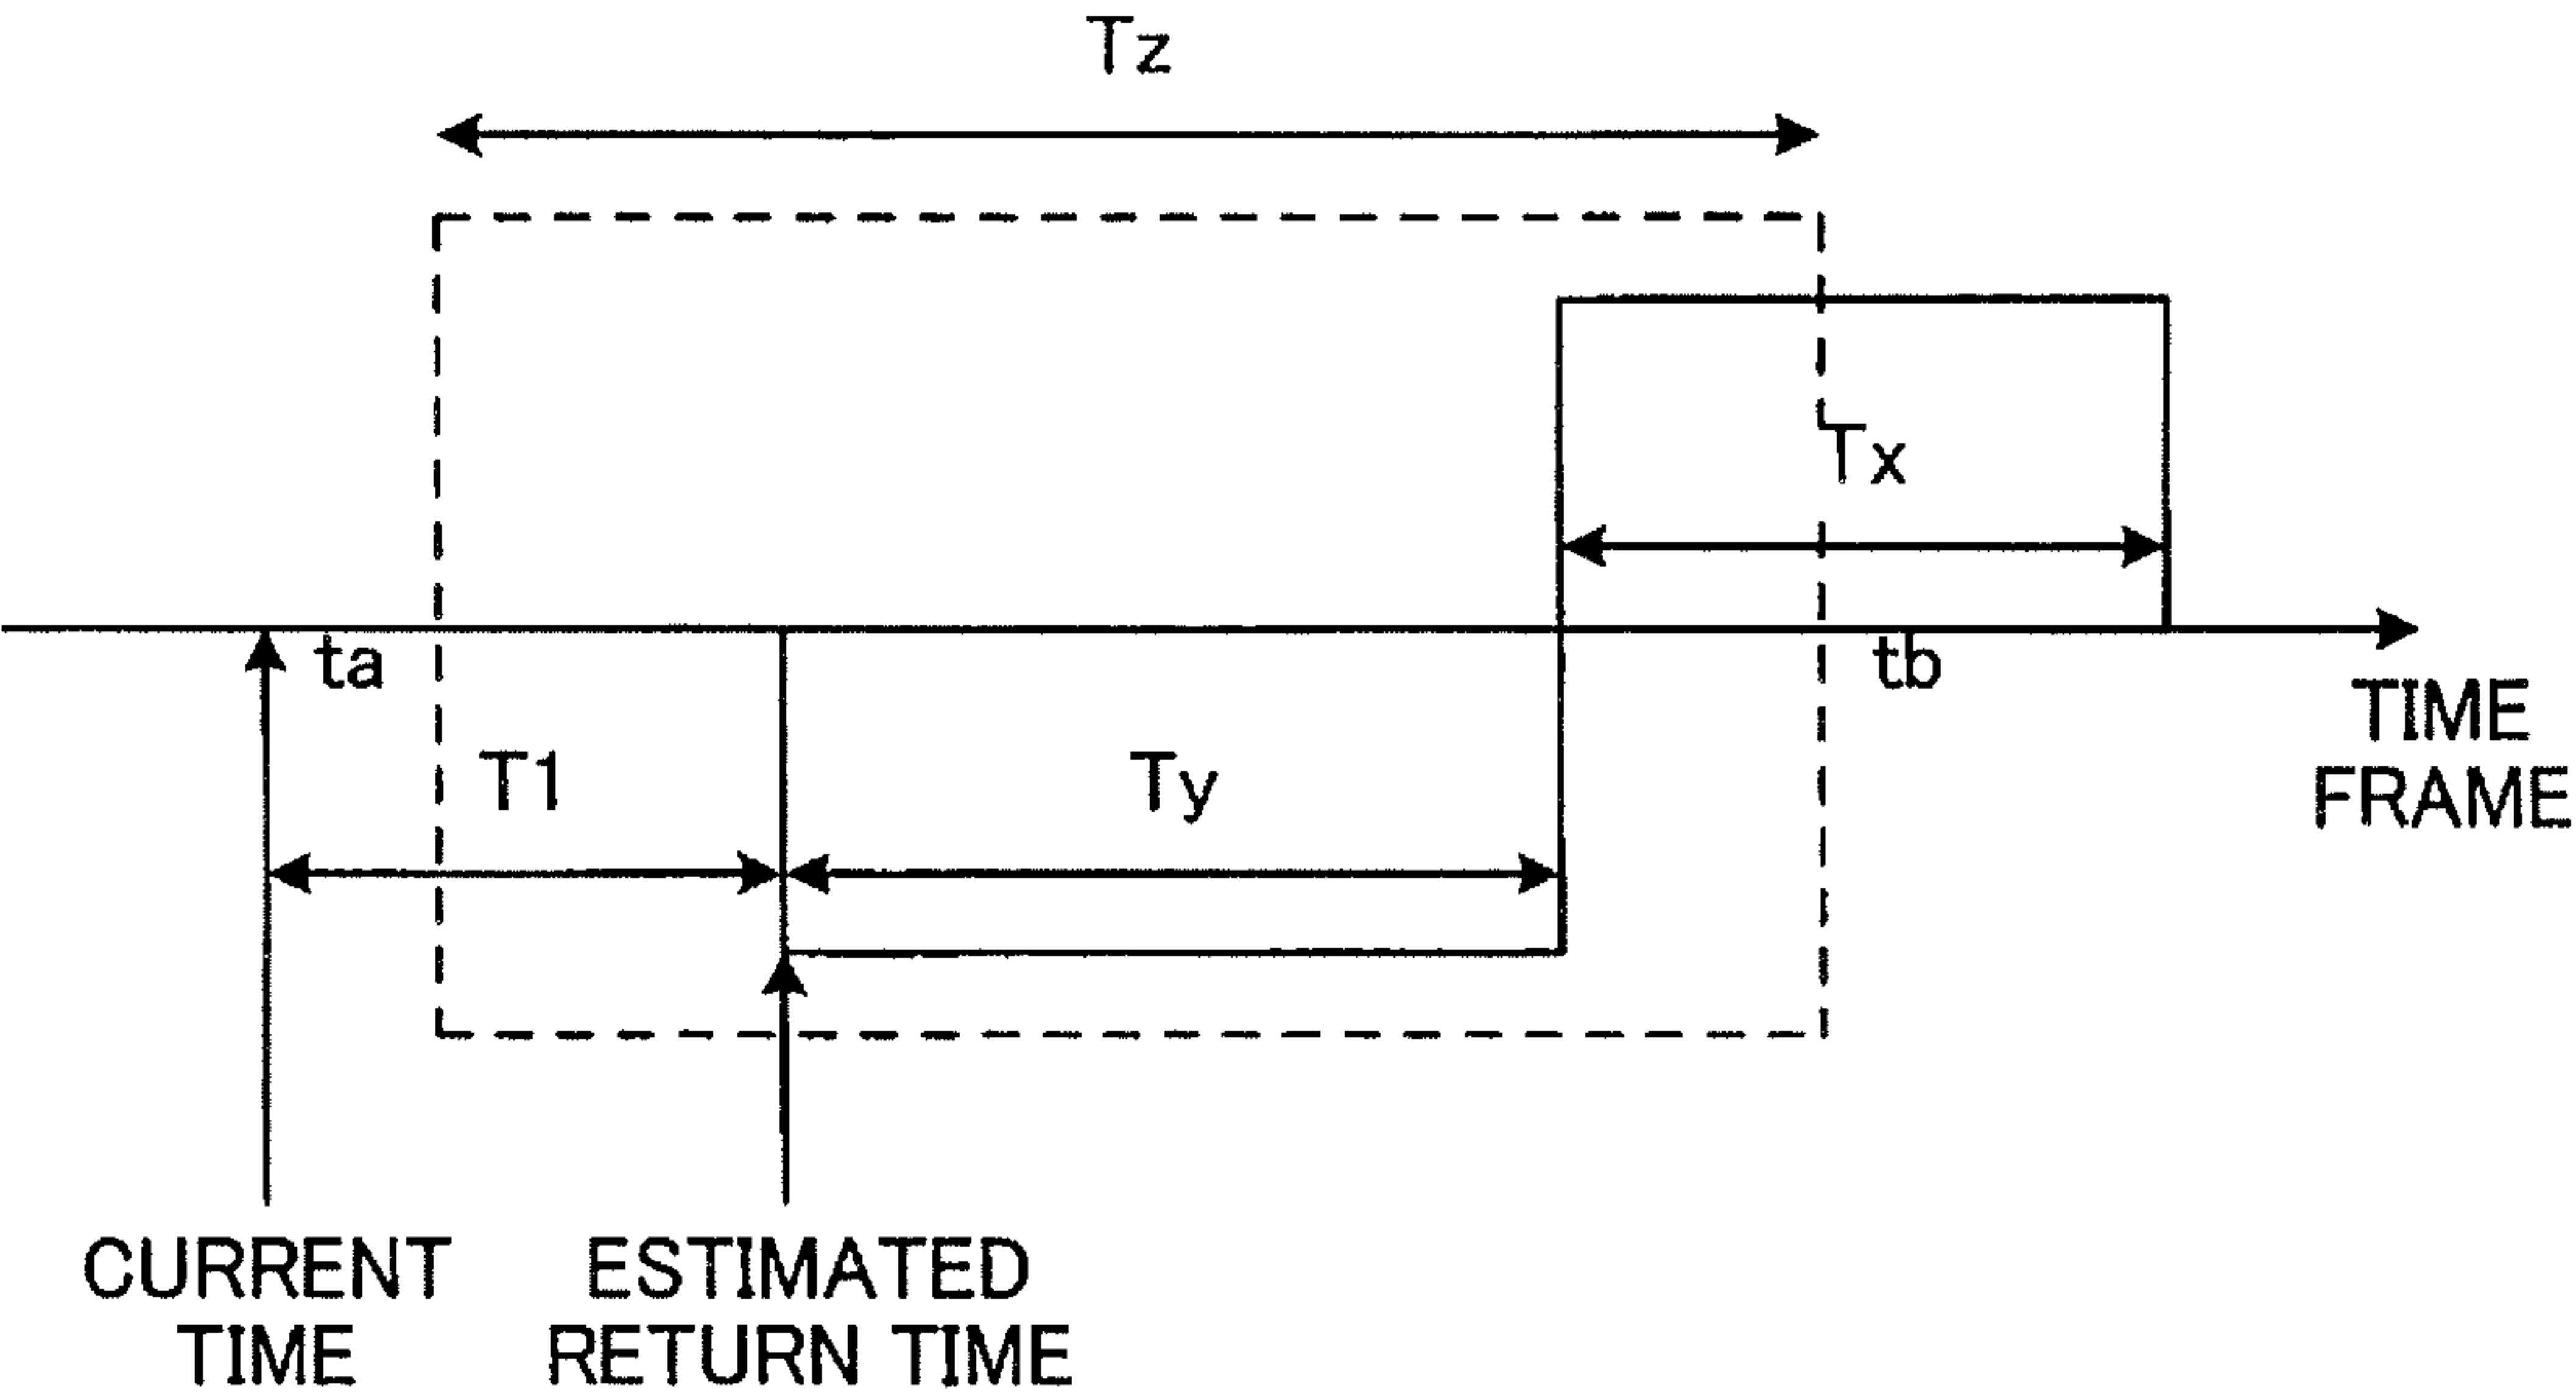 Tz
Tx
ta
tb
TIME
FRAME
T1
Ty
CURRENT
TIME
ESTIMATED
RETURN TIME